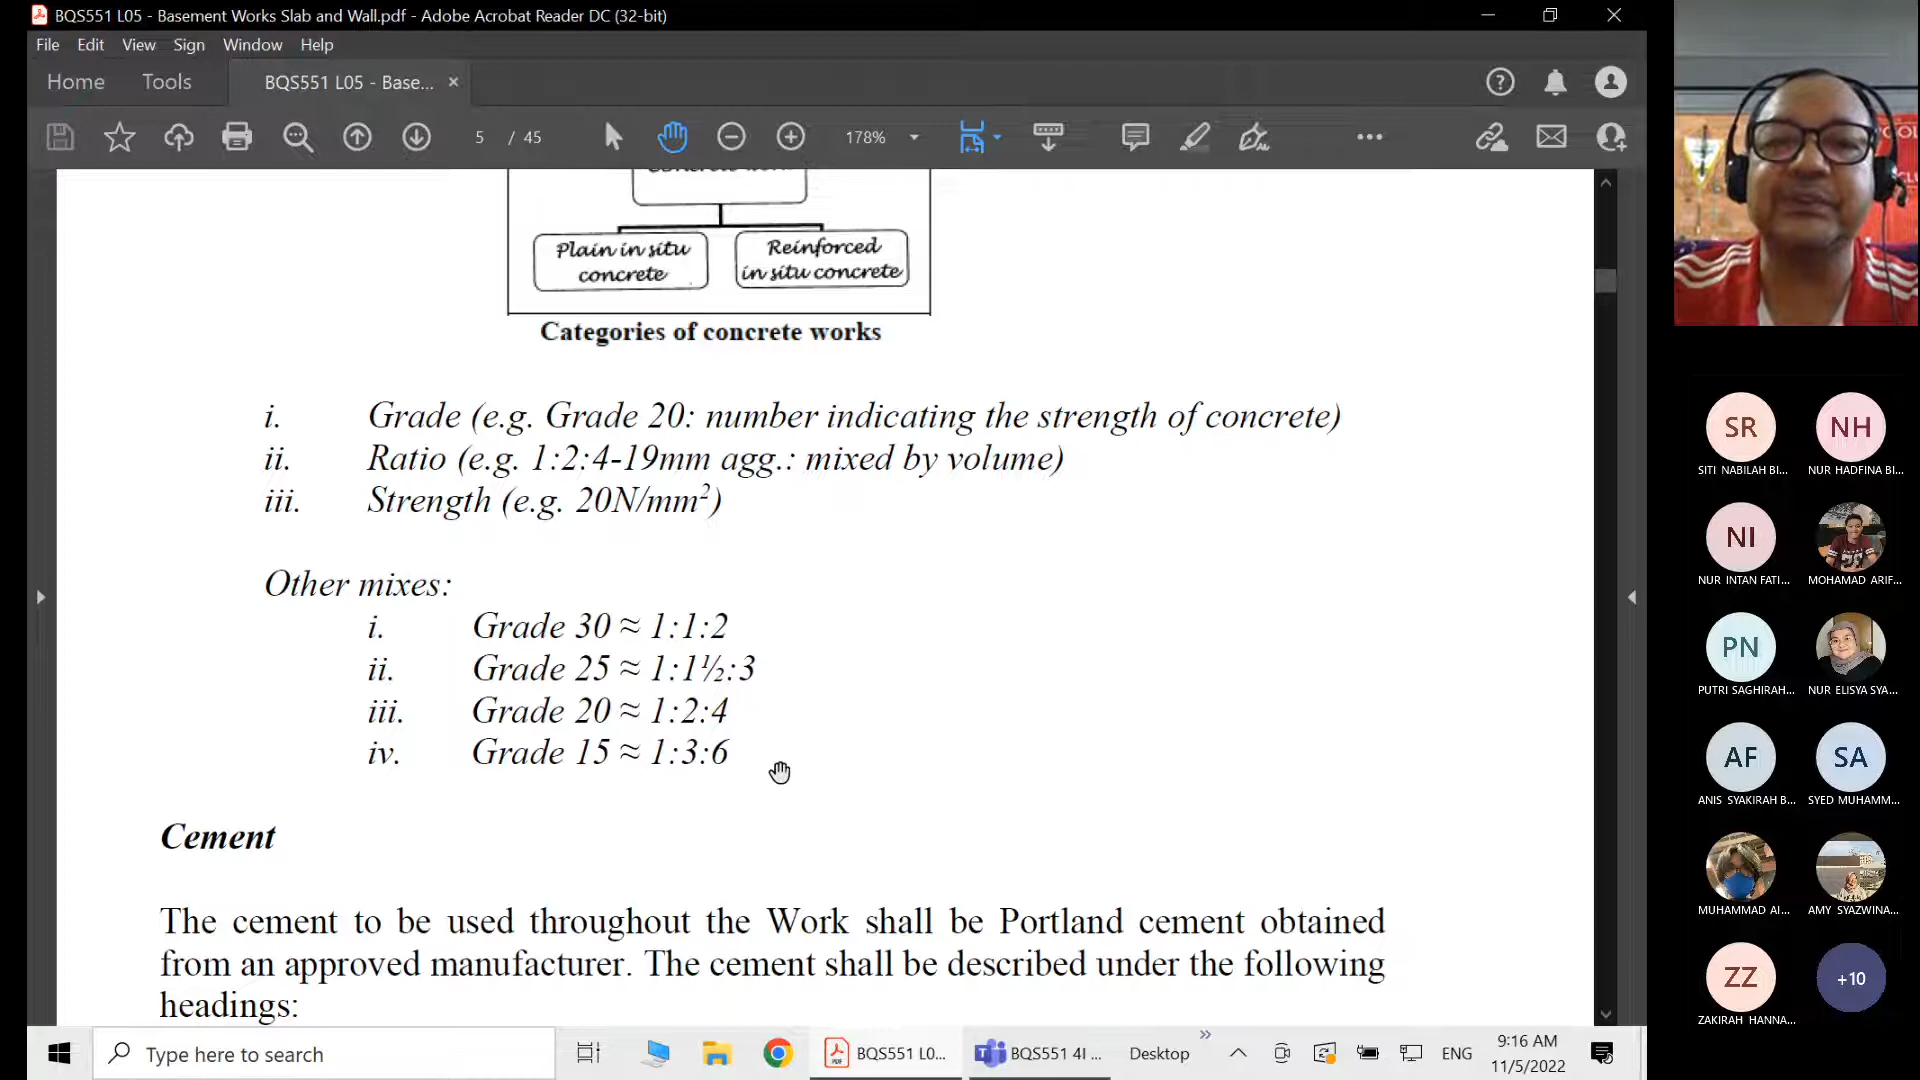 BQS551 L05 - Basement Works Slab and Wall.pdf - Adobe Acrobat Reader DC (32-bit)
File Edit View Sign Window Help
Home Tools BQS551 L05 - Base...
5 / 45 178%
Plain in situ concrete
Reinforced in situ concrete
Categories of concrete works
i. Grade (e.g. Grade 20: number indicating the strength of concrete)
ii. Ratio (e.g. 1:2:4-19mm agg.: mixed by volume)
iii. Strength (e.g. 20N/mm²)
Other mixes:
i. Grade 30 ≈ 1:1:2
ii. Grade 25 ≈ 1:1½:3
iii. Grade 20 ≈ 1:2:4
iv. Grade 15 ≈ 1:3:6
Cement
The cement to be used throughout the Work shall be Portland cement obtained
from an approved manufacturer. The cement shall be described under the following
headings:
SR NH
SITI NABILAH BI... NUR HADFINA BI...
NI
NUR INTAN FATI... MOHAMAD ARIF...
PN
PUTRI SAGHIRAH... NUR ELISYA SYA...
AF SA
ANIS SYAKIRAH B... SYED MUHAMM...
MUHAMMAD AI... AMY SYAZWINA...
ZZ +10
ZAKIRAH HANNA...
Type here to search
BQS551 L0...
BQS551 4I ...
Desktop
ENG
9:16 AM
11/5/2022